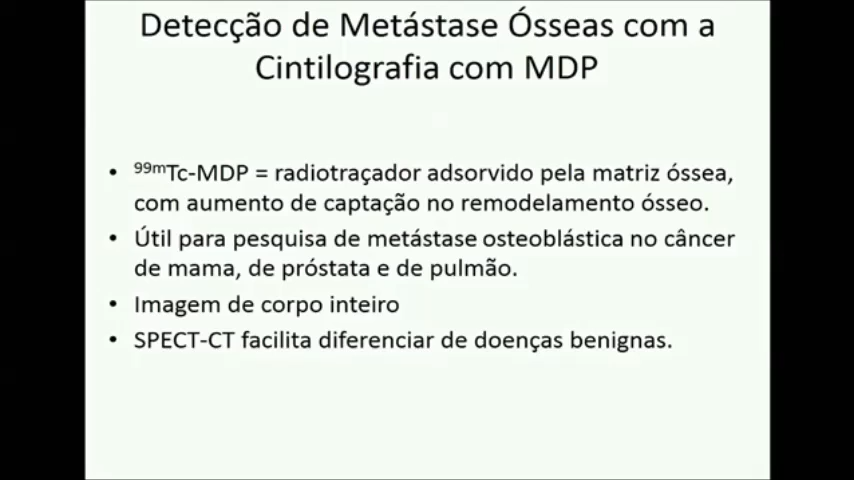 Detecção de Metástase Ósseas com a
Cintilografia com MDP
• ⁹⁹ᵐTc-MDP = radiotraçador adsorvido pela matriz óssea,
com aumento de captação no remodelamento ósseo.
• Útil para pesquisa de metástase osteoblástica no câncer
de mama, de próstata e de pulmão.
• Imagem de corpo inteiro
• SPECT-CT facilita diferenciar de doenças benignas.